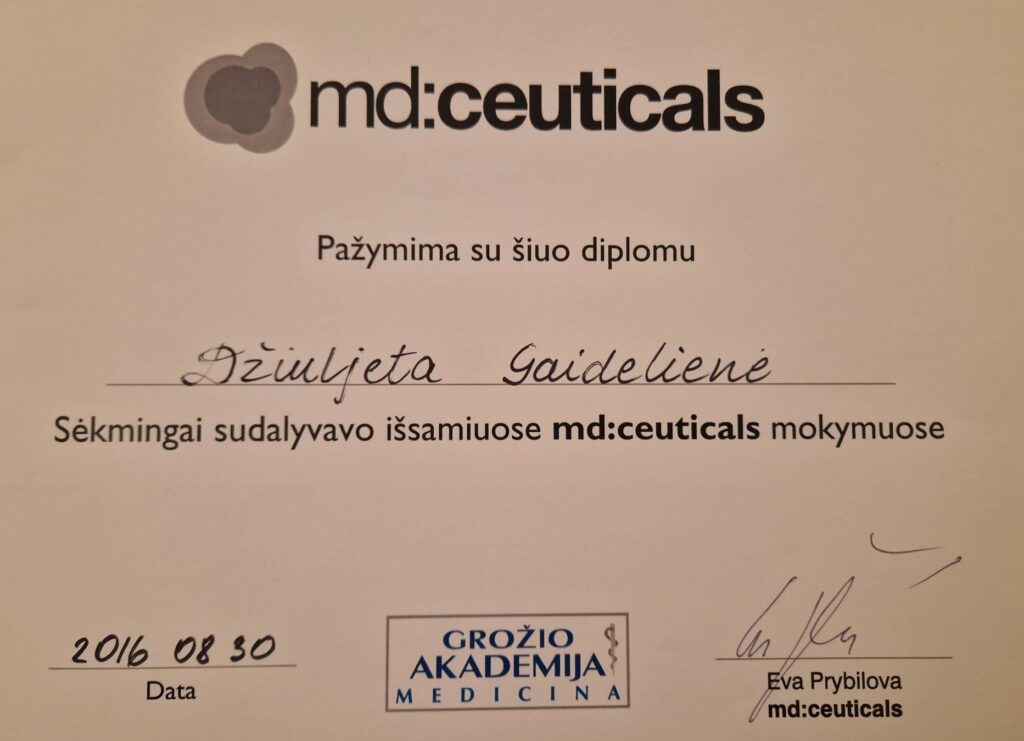 md:ceuticals
Pažymima su šiuo diplomu
Džiuljeta Gaidelienė
Sėkmingai sudalyvavo išsamiuose md:ceuticals mokymuose
2016 08 30
Data
GROŽIO
AKADEMIJA
MEDICINA
Eva Prybilova
md:ceuticals